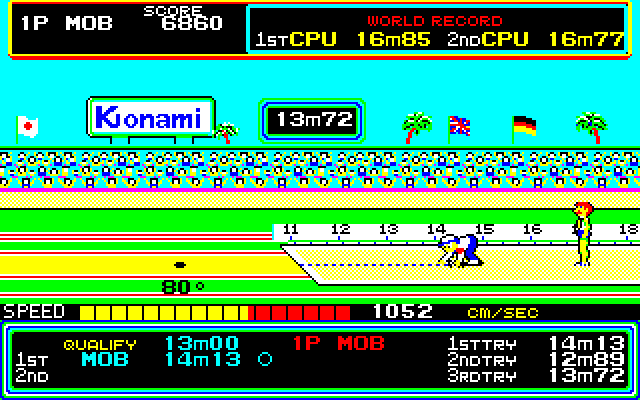 1P MOB SCORE 6860
WORLD RECORD
1ST CPU 16m85 2ND CPU 16m77
Konami
13m72
11 12 13 14 15 16 17 18
80°
SPEED 1052 CM/SEC
QUALIFY 13m00 1P MOB 1STTRY 14m13
1ST MOB 14m13 ○ 2NDTRY 12m89
2ND 3RDTRY 13m72